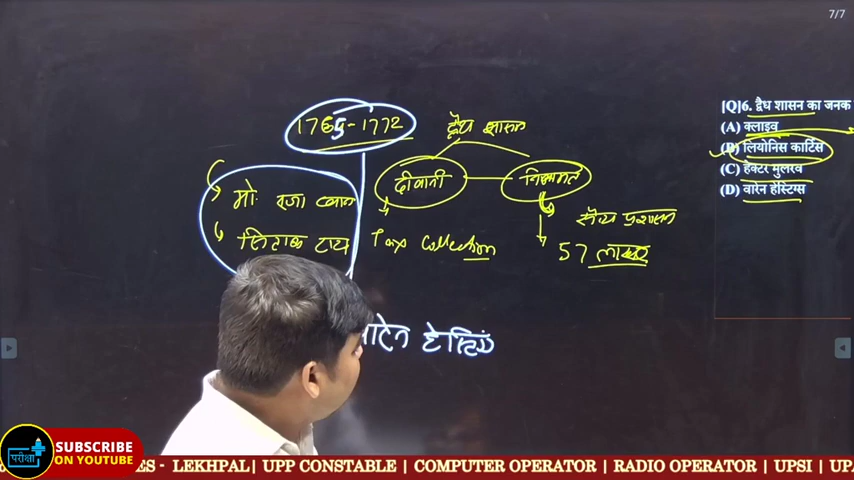 7/7
1765-1772
द्वैध शासन
[Q]6. द्वैध शासन का जनक
(A) क्लाइव
(B) लियोनिस कार्टिस
(C) हेक्टर मुलरव
(D) वारेन हेस्टिंग्स
दीवानी
निजामत
मो. रजा खान
सिताब राय
Tax Collection
सैन्य प्रशासन
57 लाख
वारेन हेस्टिंग
परीक्षा
SUBSCRIBE
ON YOUTUBE
ES - LEKHPAL| UPP CONSTABLE | COMPUTER OPERATOR | RADIO OPERATOR | UPSI | UPA